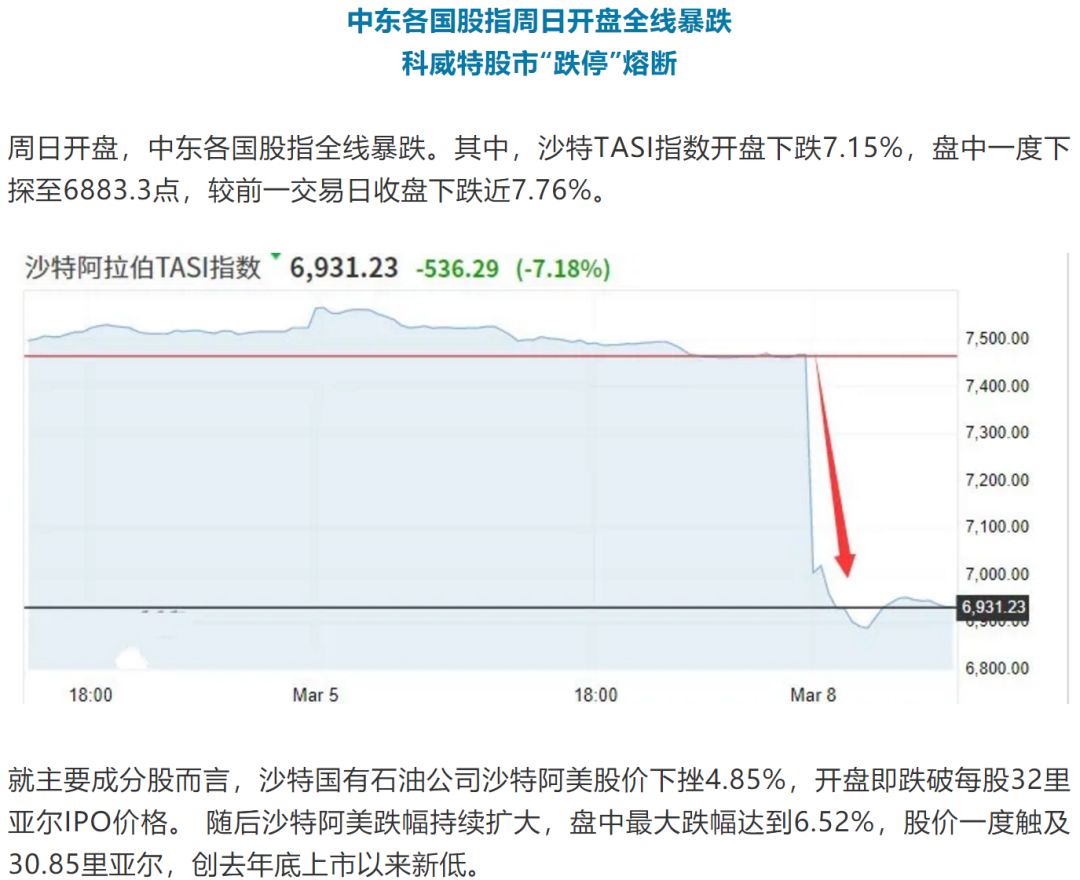 中东各国股指周日开盘全线暴跌
科威特股市“跌停”熔断
周日开盘，中东各国股指全线暴跌。其中，沙特TASI指数开盘下跌7.15%，盘中一度下
探至6883.3点，较前一交易日收盘下跌近7.76%。
沙特阿拉伯TASI指数 6,931.23 -536.29 (-7.18%)
7,500.00
7,400.00
7,300.00
7,200.00
7,100.00
7,000.00
6,931.23
6,900.00
6,800.00
18:00 Mar 5 18:00 Mar 8
就主要成分股而言，沙特国有石油公司沙特阿美股价下挫4.85%，开盘即跌破每股32里
亚尔IPO价格。 随后沙特阿美跌幅持续扩大，盘中最大跌幅达到6.52%，股价一度触及
30.85里亚尔，创去年底上市以来新低。